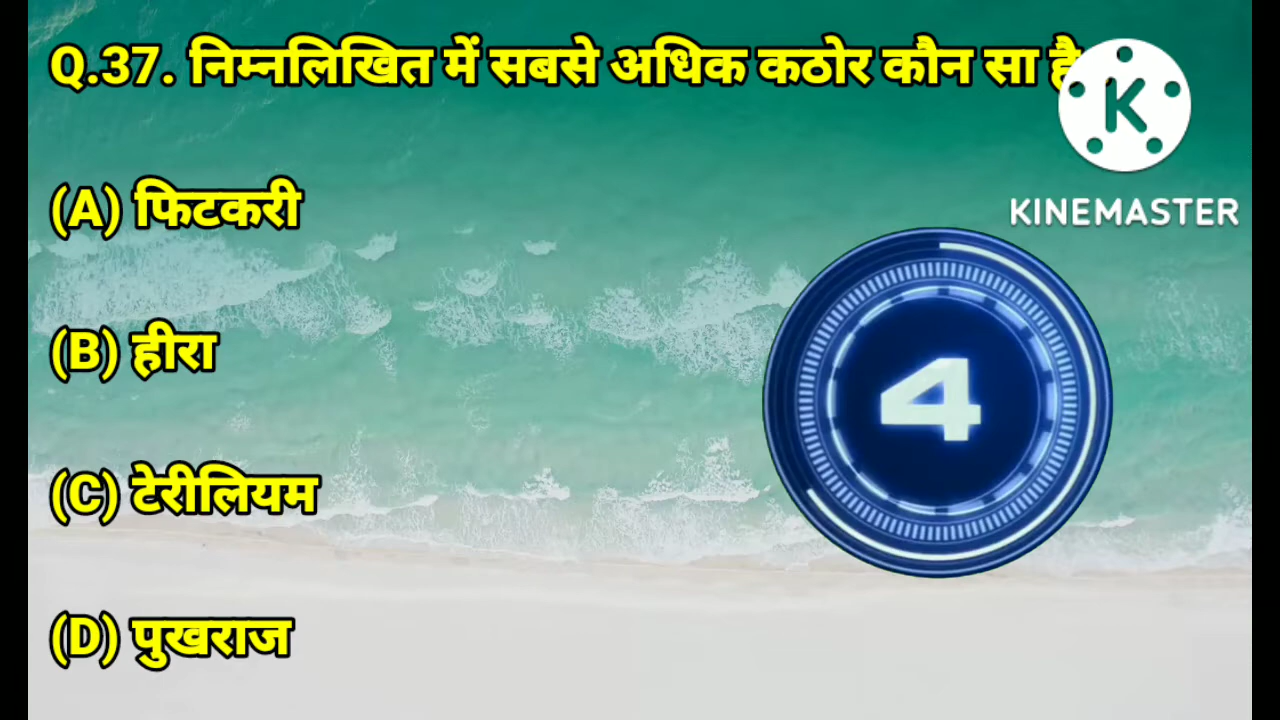 Q.37. निम्नलिखित में सबसे अधिक कठोर कौन सा है
K
KINEMASTER
(A) फिटकरी
(B) हीरा
4
(C) टेरीलियम
(D) पुखराज